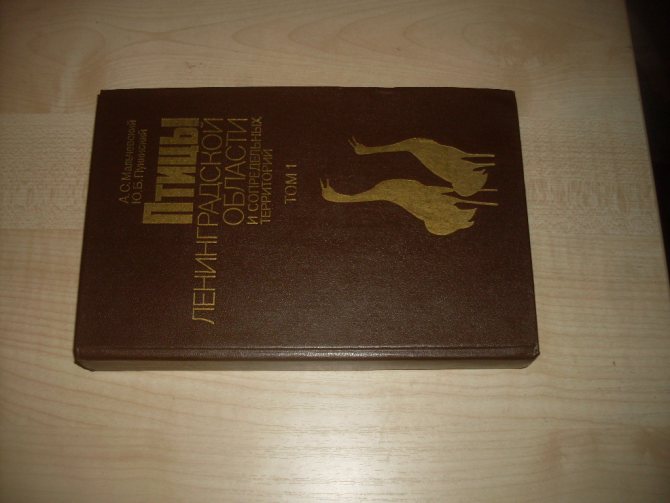 А.С.Мальчевский
Ю.Б.Пукинский
ПТИЦЫ
ЛЕНИНГРАДСКОЙ
ОБЛАСТИ
И СОПРЕДЕЛЬНЫХ
ТЕРРИТОРИЙ
ТОМ 1